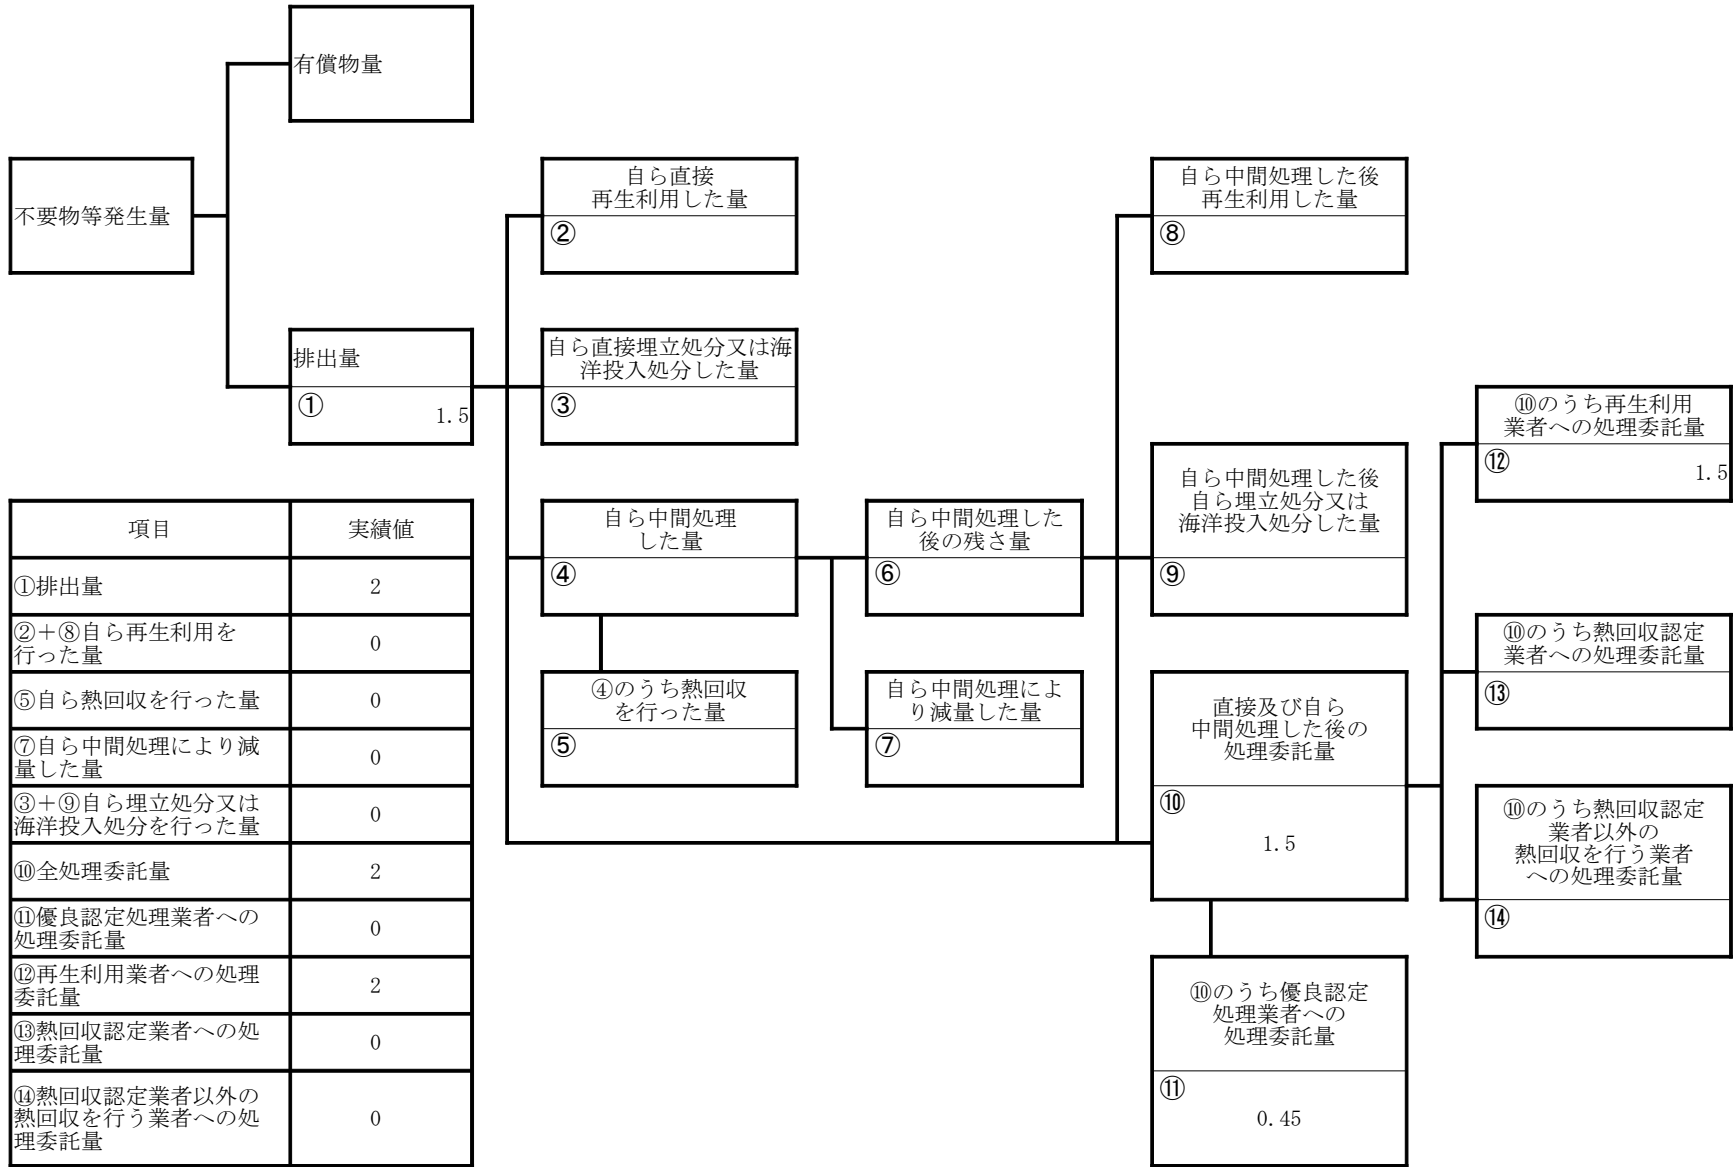 有償物量
不要物等発生量
自ら直接
再生利用した量
②
自ら中間処理した後
再生利用した量
⑧
排出量
①
1.5
自ら直接埋立処分又は海
洋投入処分した量
③
⑩のうち再生利用
業者への処理委託量
⑫
1.5
自ら中間処理
した量
④
自ら中間処理した
後の残さ量
⑥
自ら中間処理した後
自ら埋立処分又は
海洋投入処分した量
⑨
⑩のうち熱回収認定
業者への処理委託量
⑬
④のうち熱回収
を行った量
⑤
自ら中間処理によ
り減量した量
⑦
直接及び自ら
中間処理した後の
処理委託量
⑩
1.5
⑩のうち熱回収認定
業者以外の
熱回収を行う業者
への処理委託量
⑭
⑩のうち優良認定
処理業者への
処理委託量
⑪
0.45
項目
実績値
①排出量
2
②+⑧自ら再生利用を
行った量
0
⑤自ら熱回収を行った量
0
⑦自ら中間処理により減
量した量
0
③+⑨自ら埋立処分又は
海洋投入処分を行った量
0
⑩全処理委託量
2
⑪優良認定処理業者への
処理委託量
0
⑫再生利用業者への処理
委託量
2
⑬熱回収認定業者への処
理委託量
0
⑭熱回収認定業者以外の
熱回収を行う業者への処
理委託量
0